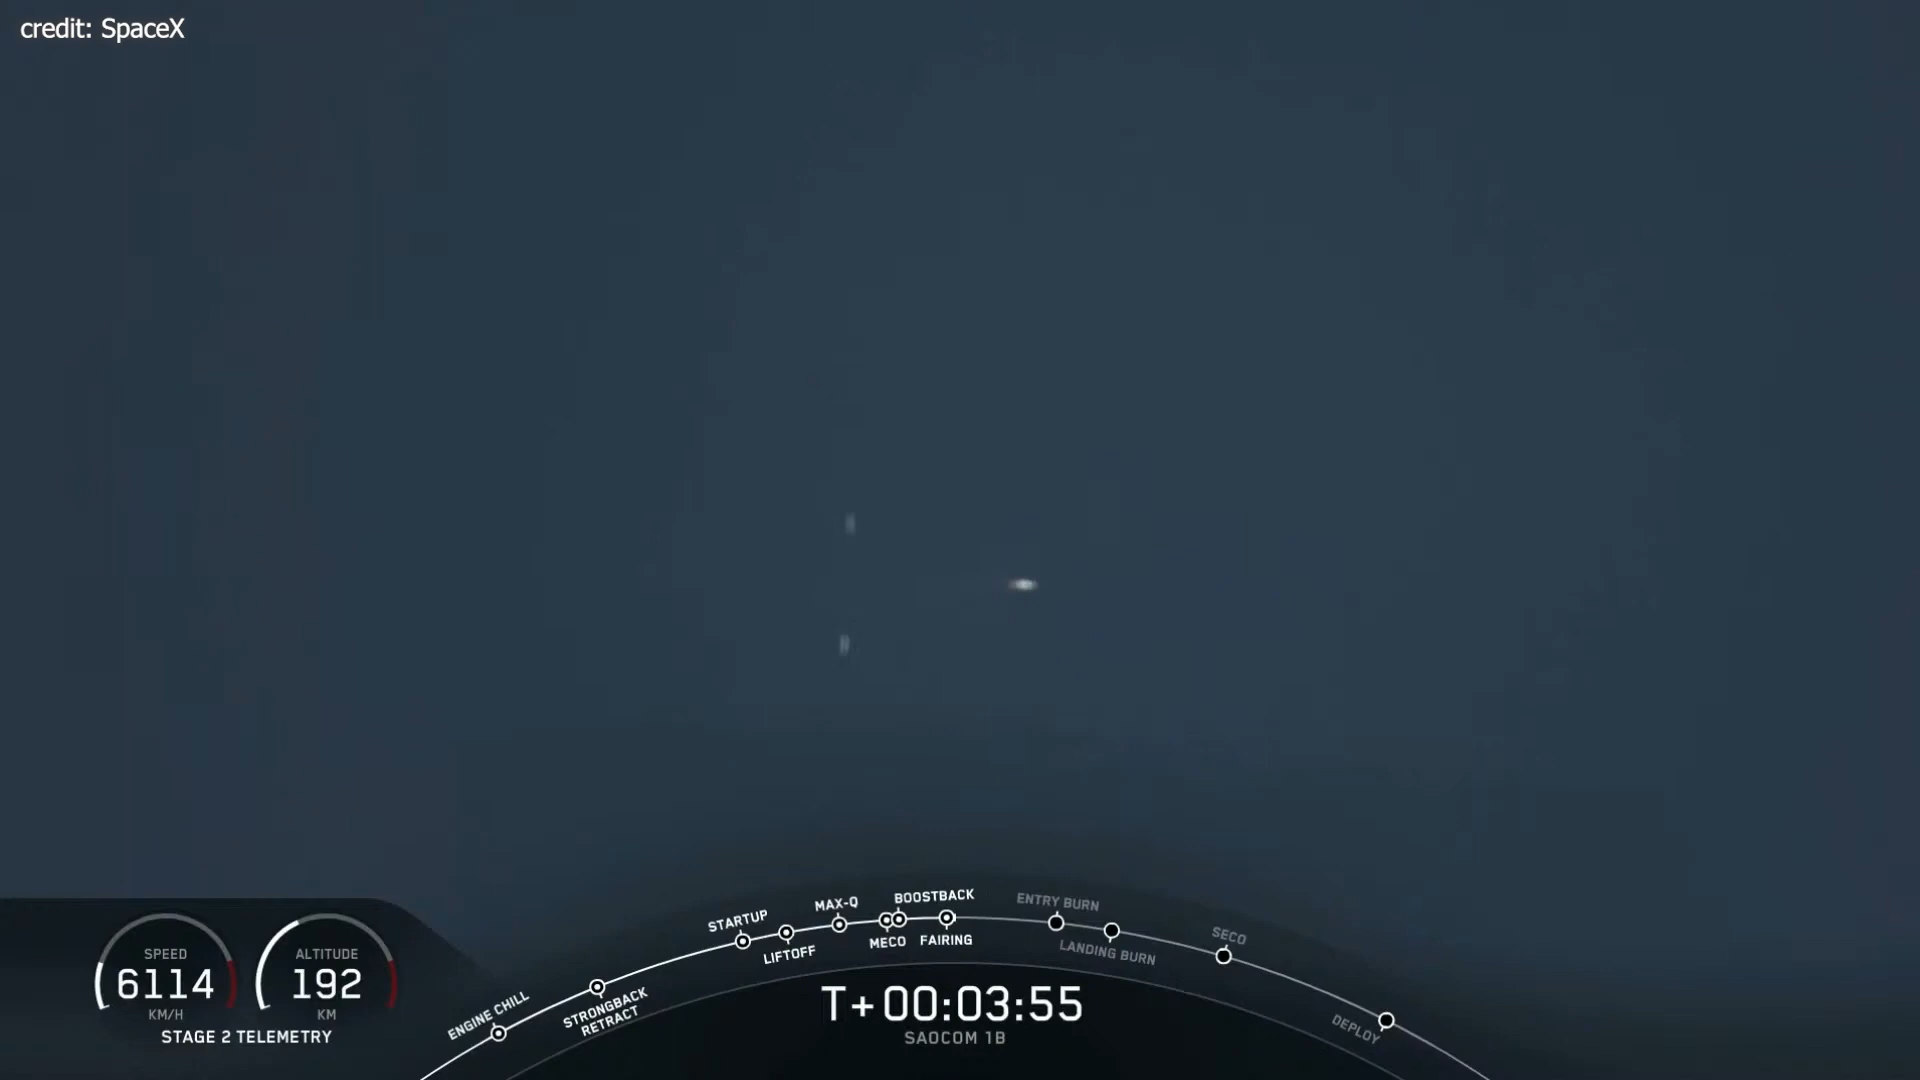 credit: SpaceX
SPEED
6114
KM/H
ALTITUDE
192
KM
STAGE 2 TELEMETRY
ENGINE CHILL
STRONGBACK
RETRACT
STARTUP
LIFTOFF
MAX-Q
MECO
BOOSTBACK
FAIRING
ENTRY BURN
LANDING BURN
SECO
DEPLOY
T+00:03:55
SAOCOM 1B